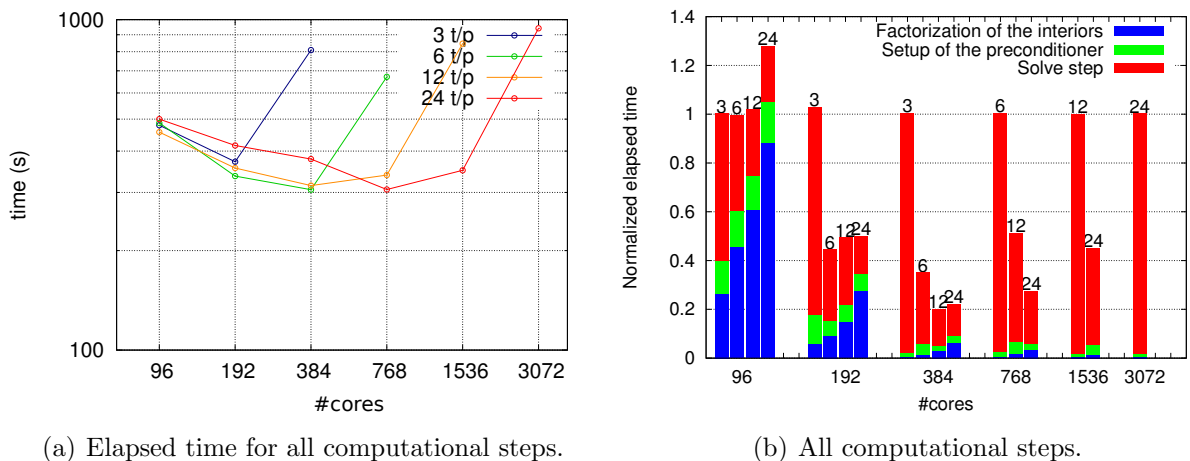 1000
100
time (s)
96 192 384 768 1536 3072
#cores
3 t/p
6 t/p
12 t/p
24 t/p
(a) Elapsed time for all computational steps.
1.4
1.2
1
0.8
0.6
0.4
0.2
0
Normalized elapsed time
Factorization of the interiors
Setup of the preconditioner
Solve step
3 6 12 24
3 6 12 24
3 6 12 24
6 12 24
12 24
24
96 192 384 768 1536 3072
#cores
(b) All computational steps.